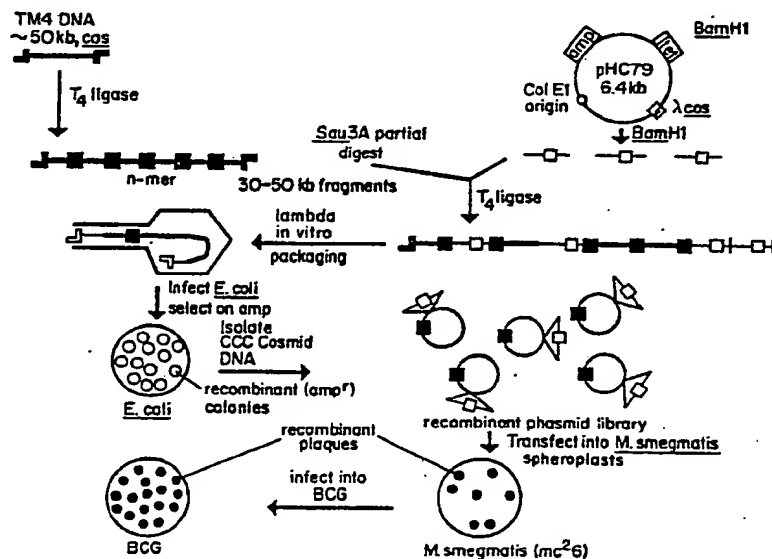 TM4 DNA
~50kb, cos
T4 ligase
n-mer
Sau3A partial
digest
30-50 kb fragments
amp
tet
BamH1
pHC79
6.4kb
Col E1
origin
λcos
BamH1
T4 ligase
lambda
in vitro
packaging
Infect E. coli
select on amp
Isolate
CCC Cosmid
DNA
recombinant (amp^r)
colonies
E. coli
recombinant phasmid library
Transfect into M. smegmatis
spheroplasts
recombinant
plaques
infect into
BCG
BCG
M. smegmatis (mc²6)